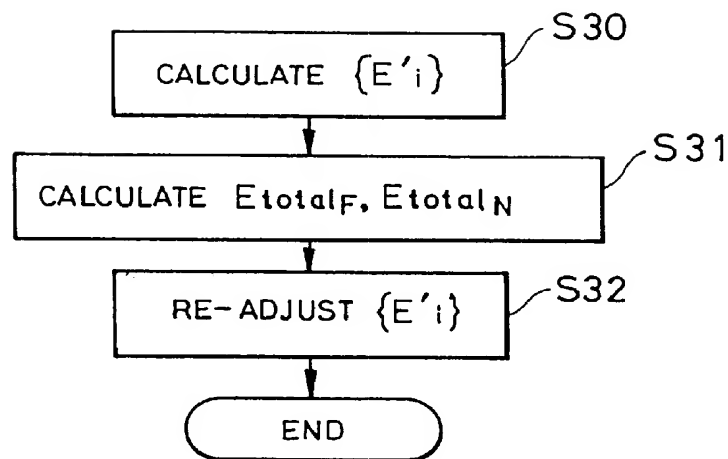 S30
CALCULATE {E'i}
S31
CALCULATE EtotalF, EtotalN
S32
RE-ADJUST {E'i}
END